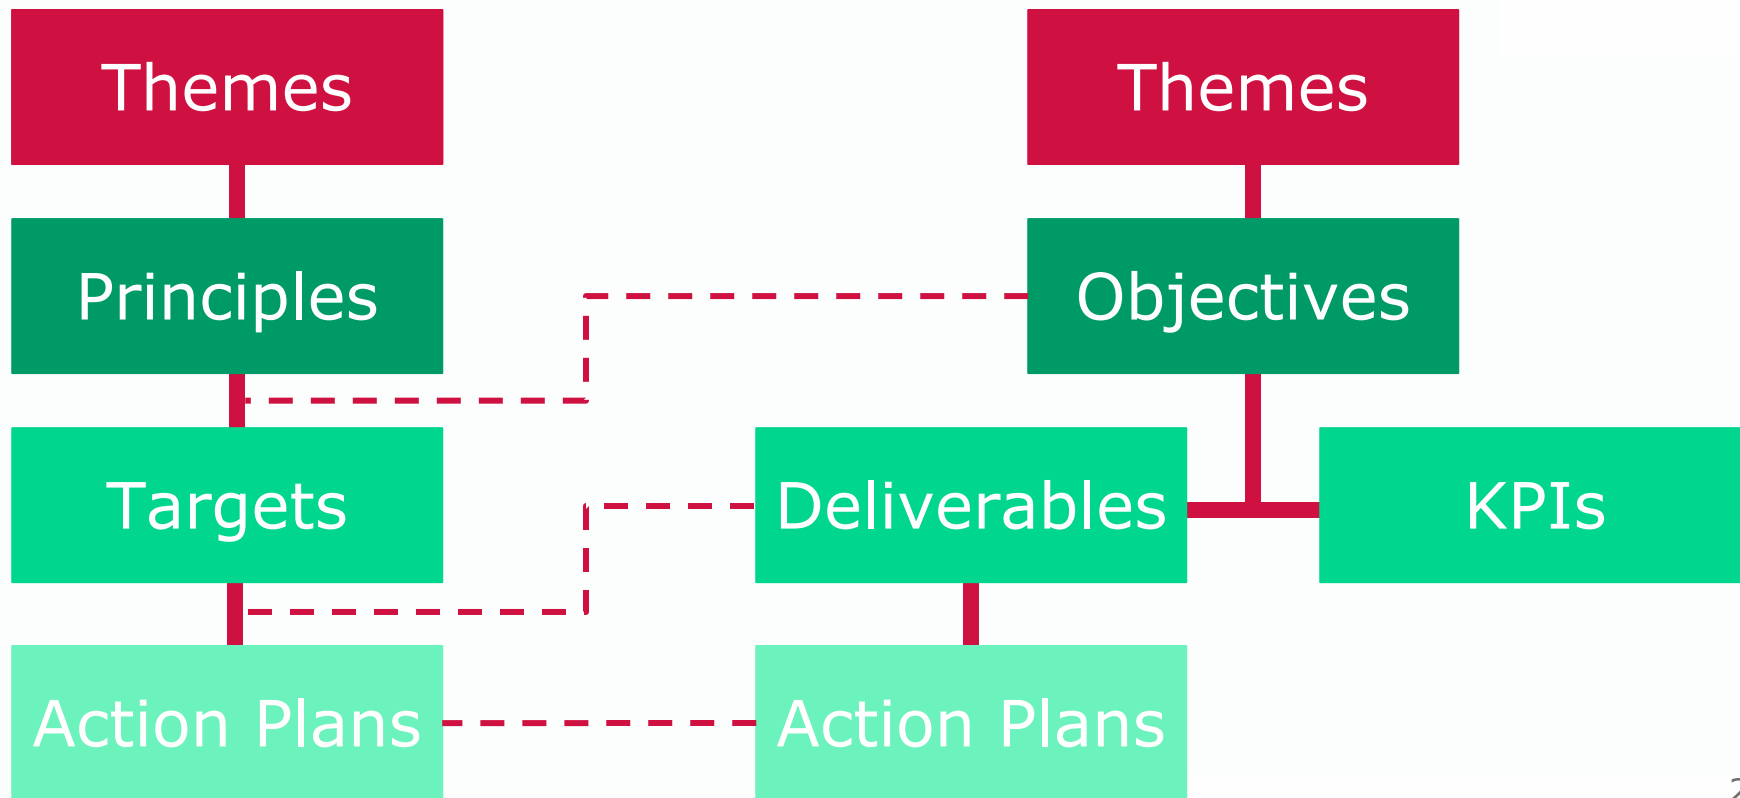 Themes
Themes
Principles
Objectives
Targets
Deliverables
KPIs
Action Plans
Action Plans